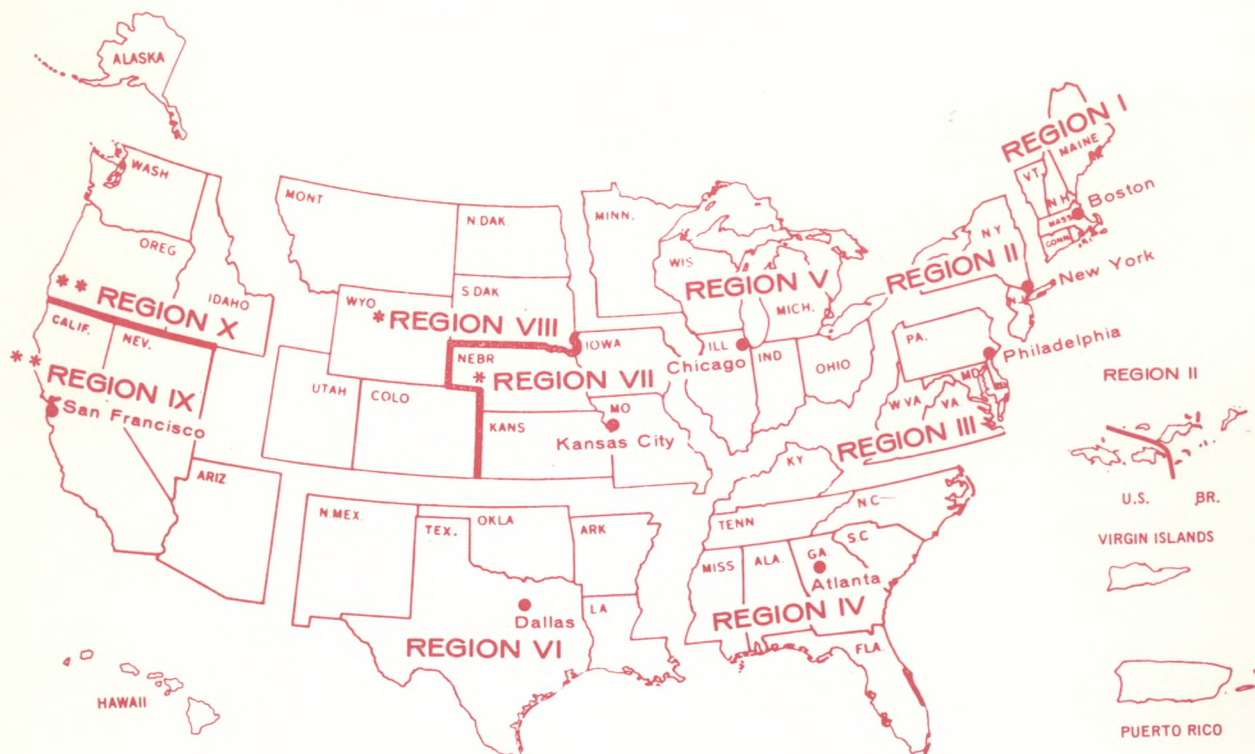 ALASKA
WASH
OREG
IDAHO
** REGION X
CALIF.
NEV.
** REGION IX
San Francisco
ARIZ
HAWAII
MONT
N.DAK
S.DAK
WYO
*REGION VIII
UTAH
COLO
NEBR
* REGION VII
IOWA
KANS
MO
Kansas City
MINN.
WIS
REGION V
MICH.
ILL
Chicago
IND
OHIO
REGION I
MAINE
VT.
N.H.
MASS
Boston
CONN.
R.I.
N.Y.
REGION II
New York
N.J.
PA.
Philadelphia
MD
W.VA
VA.
REGION III
KY
TENN
N.C.
S.C
MISS
ALA.
GA.
Atlanta
REGION IV
FLA.
N.MEX.
TEX.
OKLA
ARK
LA
Dallas
REGION VI
REGION II
U.S. BR.
VIRGIN ISLANDS
PUERTO RICO